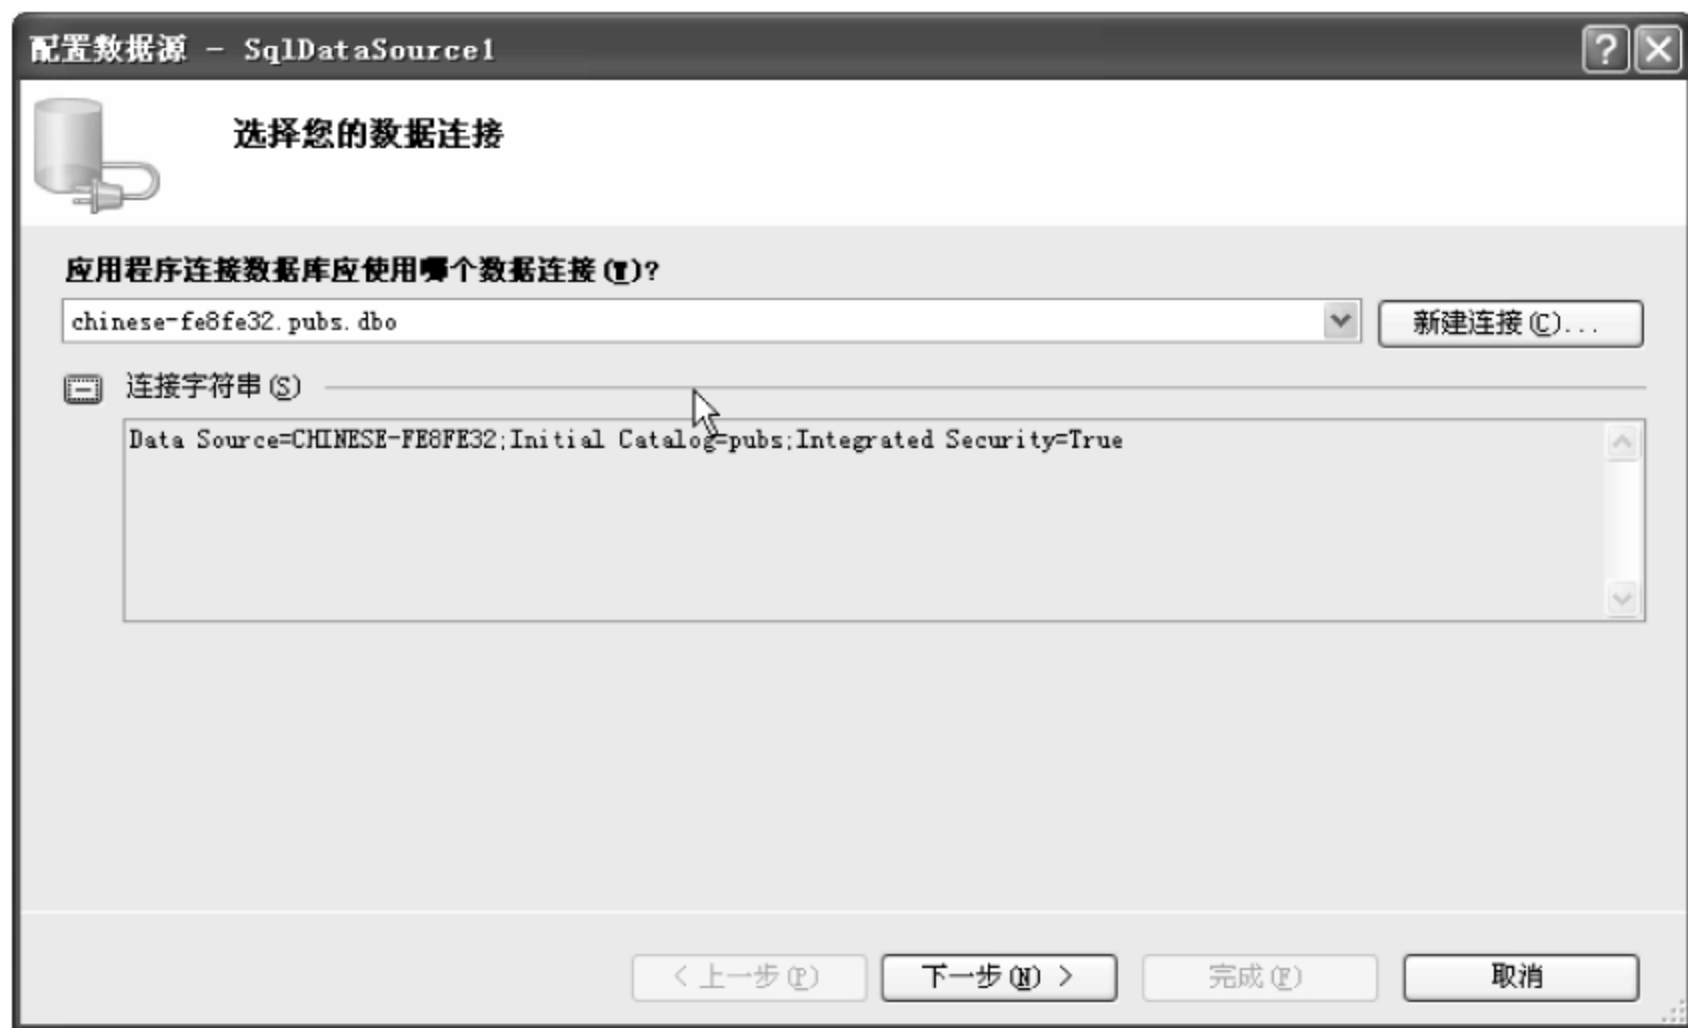 配置数据源 - SqlDataSource1
选择您的数据连接
应用程序连接数据库应使用哪个数据连接(W)?
chinese-fe8fe32.pubs.dbo
新建连接(C)...
连接字符串(S)
Data Source=CHINESE-FE8FE32;Initial Catalog=pubs;Integrated Security=True
< 上一步(P)
下一步(N) >
完成(F)
取消